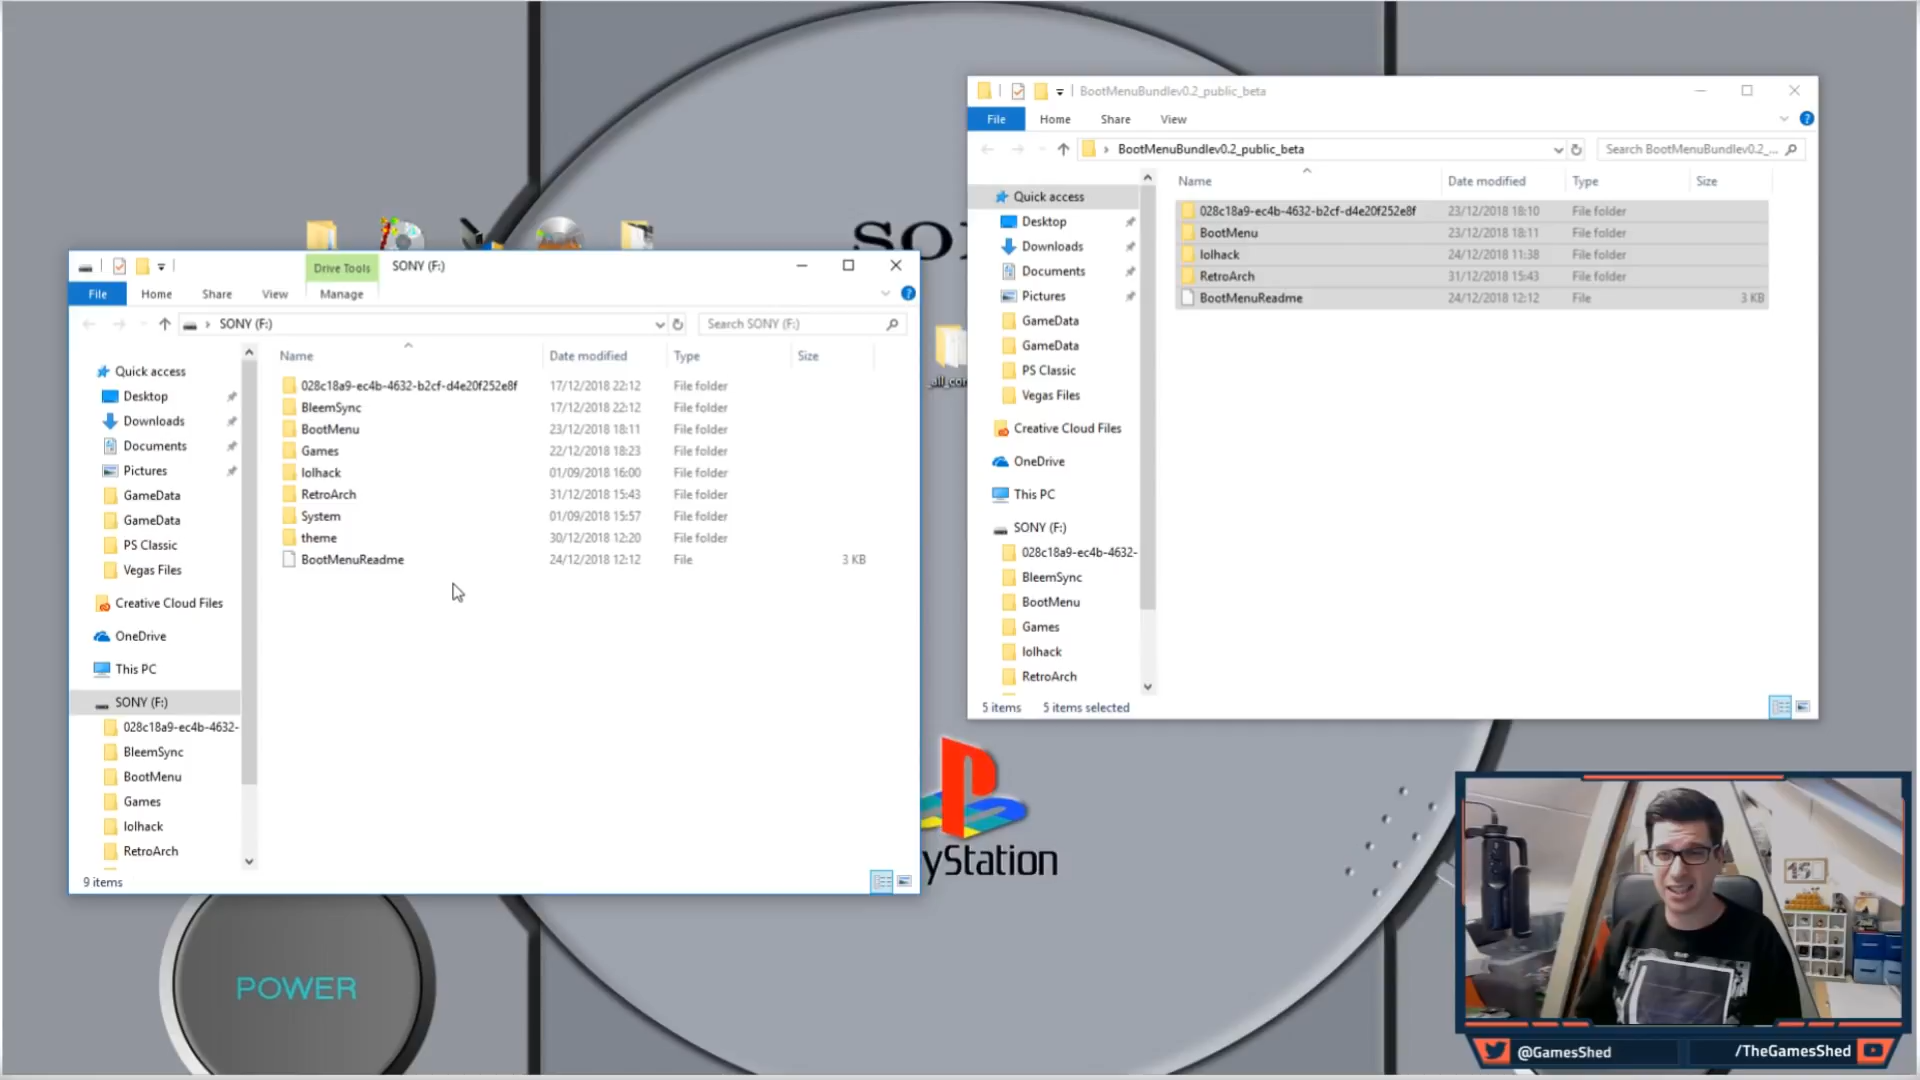 SO
SONY (F:)
Drive Tools
File
Home
Share
View
Manage
SONY (F:)
Search SONY (F:)
Name
Date modified
Type
Size
Quick access
Desktop
Downloads
Documents
Pictures
GameData
GameData
PS Classic
Vegas Files
Creative Cloud Files
OneDrive
This PC
SONY (F:)
028c18a9-ec4b-4632-
BleemSync
BootMenu
Games
lolhack
RetroArch
028c18a9-ec4b-4632-b2cf-d4e20f252e8f 17/12/2018 22:12 File folder
BleemSync 17/12/2018 22:12 File folder
BootMenu 23/12/2018 18:11 File folder
Games 22/12/2018 18:23 File folder
lolhack 01/09/2018 16:00 File folder
RetroArch 31/12/2018 15:43 File folder
System 01/09/2018 15:57 File folder
theme 30/12/2018 12:20 File folder
BootMenuReadme 24/12/2018 12:12 File 3 KB
9 items
BootMenuBundlev0.2_public_beta
File
Home
Share
View
BootMenuBundlev0.2_public_beta
Search BootMenuBundlev0.2_...
Name
Date modified
Type
Size
Quick access
Desktop
Downloads
Documents
Pictures
GameData
GameData
PS Classic
Vegas Files
Creative Cloud Files
OneDrive
This PC
SONY (F:)
028c18a9-ec4b-4632-
BleemSync
BootMenu
Games
lolhack
RetroArch
028c18a9-ec4b-4632-b2cf-d4e20f252e8f 23/12/2018 18:10 File folder
BootMenu 23/12/2018 18:11 File folder
lolhack 24/12/2018 11:38 File folder
RetroArch 31/12/2018 15:43 File folder
BootMenuReadme 24/12/2018 12:12 File 3 KB
5 items
5 items selected
_all_con
yStation
POWER
@GamesShed
/TheGamesShed